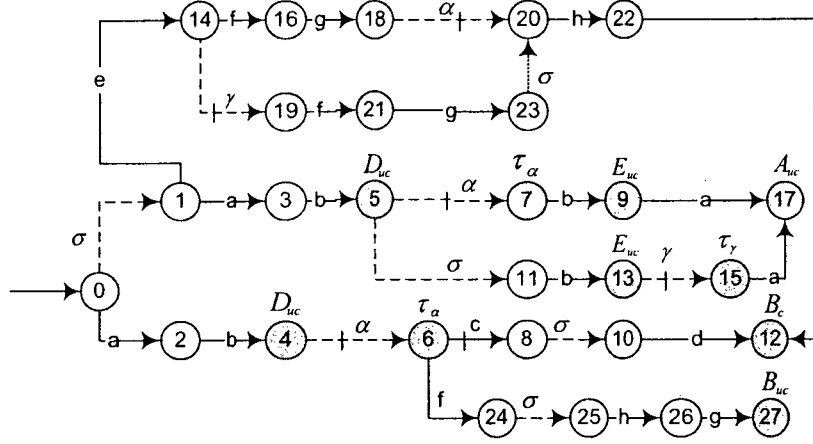 14 f 16 g 18 α 20 h 22
e γ 19 f 21 g 23 σ
D_uc τ_α E_uc A_uc
1 a 3 b 5 α 7 b 9 a 17
σ E_uc γ τ_γ
0 σ 11 b 13 15 a
D_uc τ_α B_c
a 2 b 4 α 6 c 8 σ 10 d 12
f σ B_uc
24 25 h 26 g 27